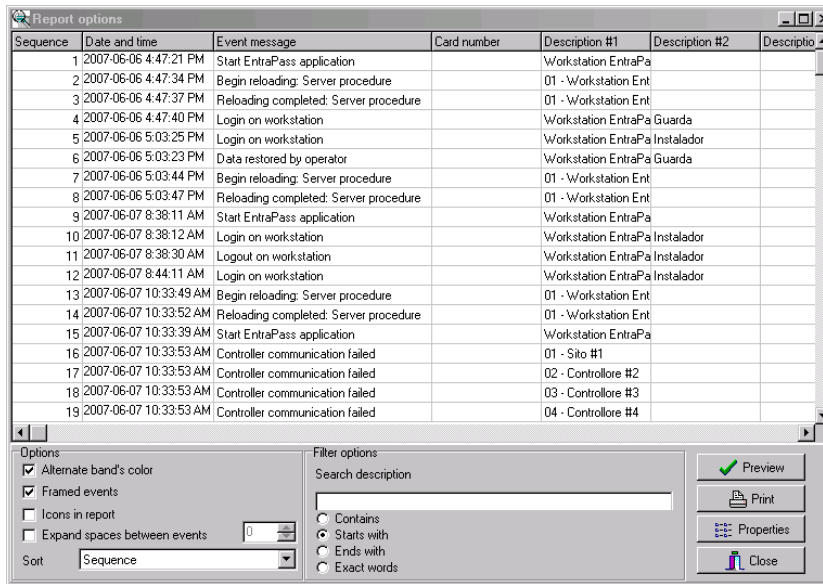 Report options
Sequence Date and time Event message Card number Description #1 Description #2 Descriptio
1 2007-06-06 4:47:21 PM Start EntraPass application Workstation EntraPa
2 2007-06-06 4:47:34 PM Begin reloading: Server procedure 01 - Workstation Ent
3 2007-06-06 4:47:37 PM Reloading completed: Server procedure 01 - Workstation Ent
4 2007-06-06 4:47:40 PM Login on workstation Workstation EntraPa Guarda
5 2007-06-06 5:03:25 PM Login on workstation Workstation EntraPa Instalador
6 2007-06-06 5:03:23 PM Data restored by operator Workstation EntraPa Guarda
7 2007-06-06 5:03:44 PM Begin reloading: Server procedure 01 - Workstation Ent
8 2007-06-06 5:03:47 PM Reloading completed: Server procedure 01 - Workstation Ent
9 2007-06-07 8:38:11 AM Start EntraPass application Workstation EntraPa
10 2007-06-07 8:38:12 AM Login on workstation Workstation EntraPa Instalador
11 2007-06-07 8:38:30 AM Logout on workstation Workstation EntraPa Instalador
12 2007-06-07 8:44:11 AM Login on workstation Workstation EntraPa Instalador
13 2007-06-07 10:33:49 AM Begin reloading: Server procedure 01 - Workstation Ent
14 2007-06-07 10:33:52 AM Reloading completed: Server procedure 01 - Workstation Ent
15 2007-06-07 10:33:39 AM Start EntraPass application Workstation EntraPa
16 2007-06-07 10:33:53 AM Controller communication failed 01 - Sito #1
17 2007-06-07 10:33:53 AM Controller communication failed 02 - Controllore #2
18 2007-06-07 10:33:53 AM Controller communication failed 03 - Controllore #3
19 2007-06-07 10:33:53 AM Controller communication failed 04 - Controllore #4
Options
Alternate band's color
Framed events
Icons in report
Expand spaces between events 0
Sort Sequence
Filter options
Search description
Contains
Starts with
Ends with
Exact words
Preview
Print
Properties
Close